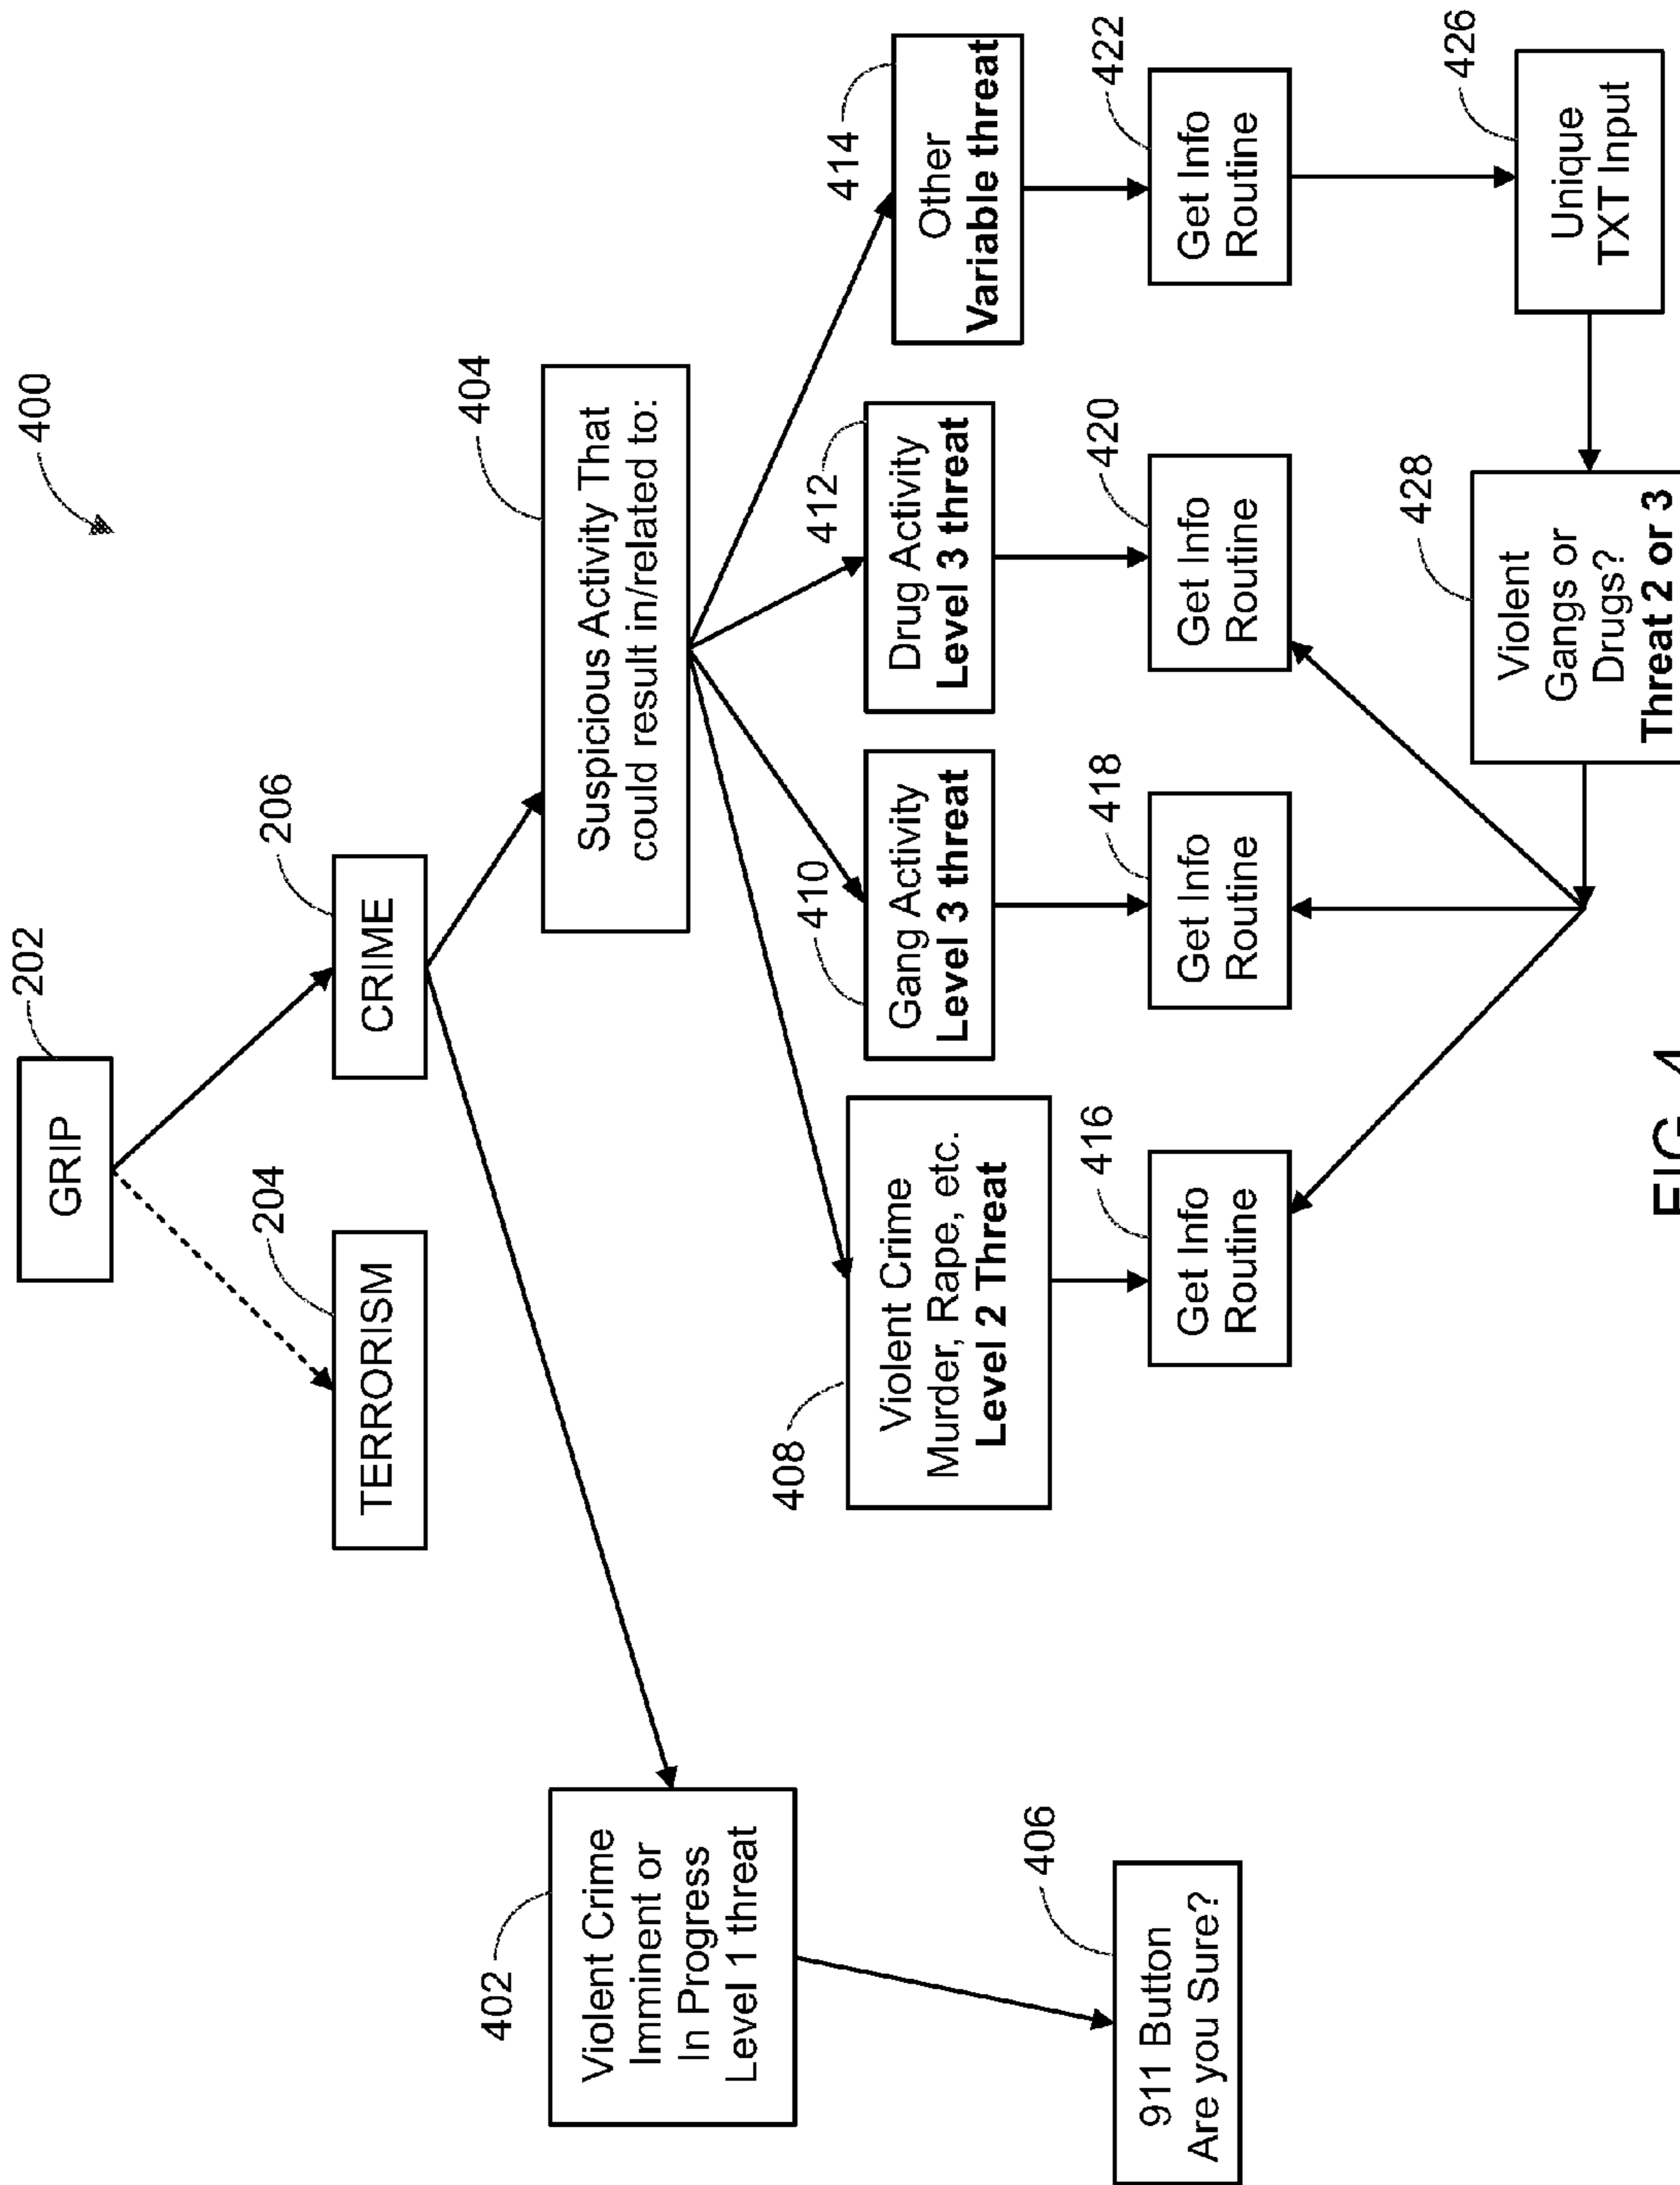 400
202
GRIP
204
TERRORISM
206
CRIME
402
Violent Crime
Imminent or
In Progress
Level 1 threat
404
Suspicious Activity That
could result in/related to:
406
911 Button
Are you Sure?
408
Violent Crime
Murder, Rape, etc.
Level 2 Threat
410
Gang Activity
Level 3 threat
412
Drug Activity
Level 3 threat
414
Other
Variable threat
416
Get Info
Routine
418
Get Info
Routine
420
Get Info
Routine
422
Get Info
Routine
428
Violent
Gangs or
Drugs?
Threat 2 or 3
426
Unique
TXT Input
FIG. 4